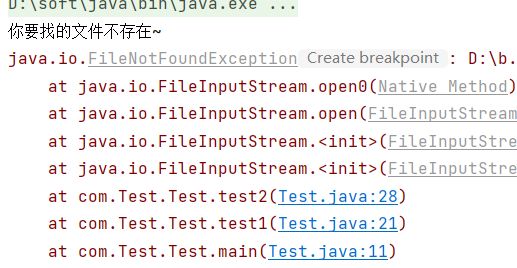 D:\soft\java\bin\java.exe ...
你要找的文件不存在~
java.io.FileNotFoundException Create breakpoint : D:\b.
at java.io.FileInputStream.open0(Native Method)
at java.io.FileInputStream.open(FileInputStream
at java.io.FileInputStream.<init>(FileInputStre
at java.io.FileInputStream.<init>(FileInputStre
at com.Test.Test.test2(Test.java:28)
at com.Test.Test.test1(Test.java:21)
at com.Test.Test.main(Test.java:11)